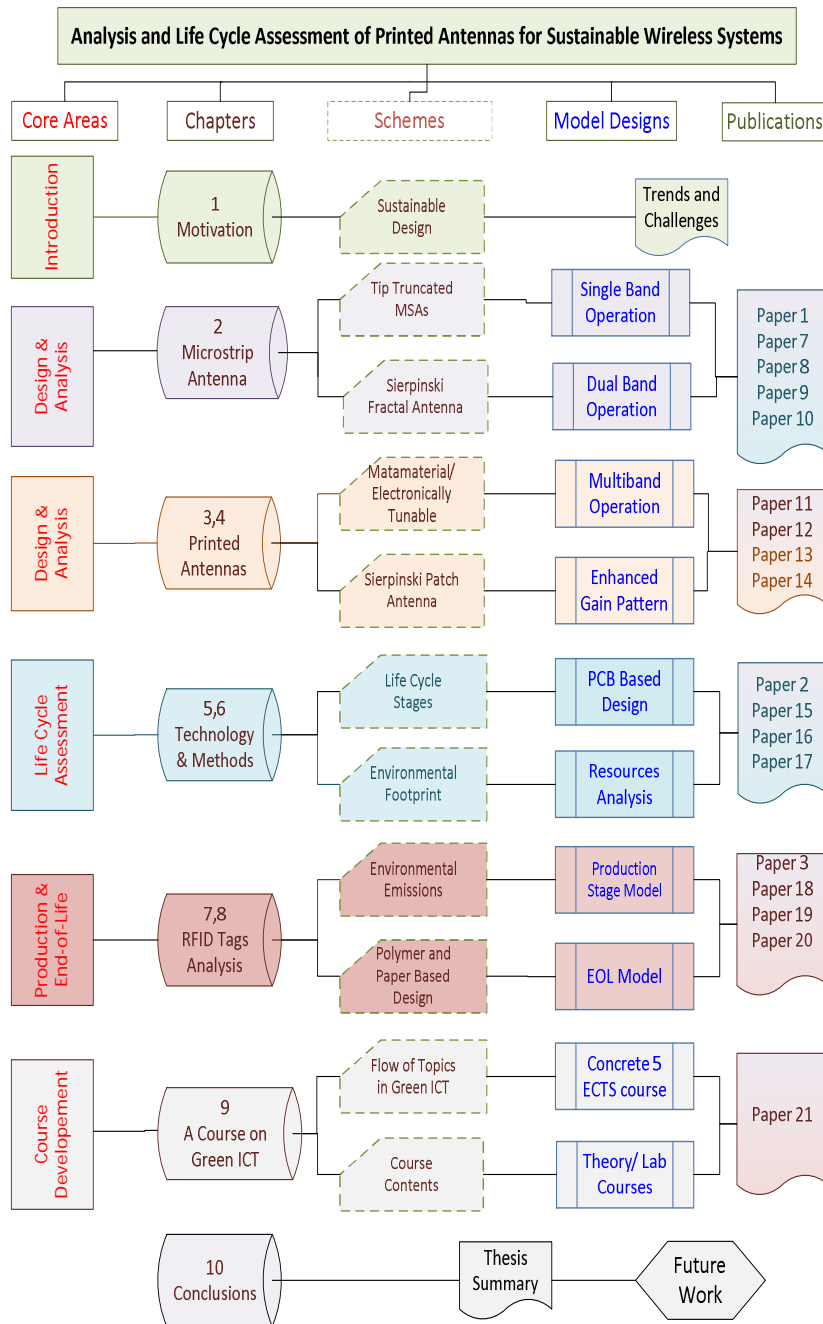 Analysis and Life Cycle Assessment of Printed Antennas for Sustainable Wireless Systems
Core Areas
Chapters
Schemes
Model Designs
Publications
Introduction
1
Motivation
Sustainable
Design
Trends and
Challenges
Design &
Analysis
2
Microstrip
Antenna
Tip Truncated
MSAs
Single Band
Operation
Sierpinski
Fractal Antenna
Dual Band
Operation
Paper 1
Paper 7
Paper 8
Paper 9
Paper 10
Design &
Analysis
3,4
Printed
Antennas
Matamaterial/
Electronically
Tunable
Multiband
Operation
Sierpinski Patch
Antenna
Enhanced
Gain Pattern
Paper 11
Paper 12
Paper 13
Paper 14
Life Cycle
Assessment
5,6
Technology
& Methods
Life Cycle
Stages
PCB Based
Design
Environmental
Footprint
Resources
Analysis
Paper 2
Paper 15
Paper 16
Paper 17
Production &
End-of-Life
7,8
RFID Tags
Analysis
Environmental
Emissions
Production
Stage Model
Polymer and
Paper Based
Design
EOL Model
Paper 3
Paper 18
Paper 19
Paper 20
Course
Developement
9
A Course on
Green ICT
Flow of Topics
in Green ICT
Concrete 5
ECTS course
Course
Contents
Theory/ Lab
Courses
Paper 21
10
Conclusions
Thesis
Summary
Future
Work